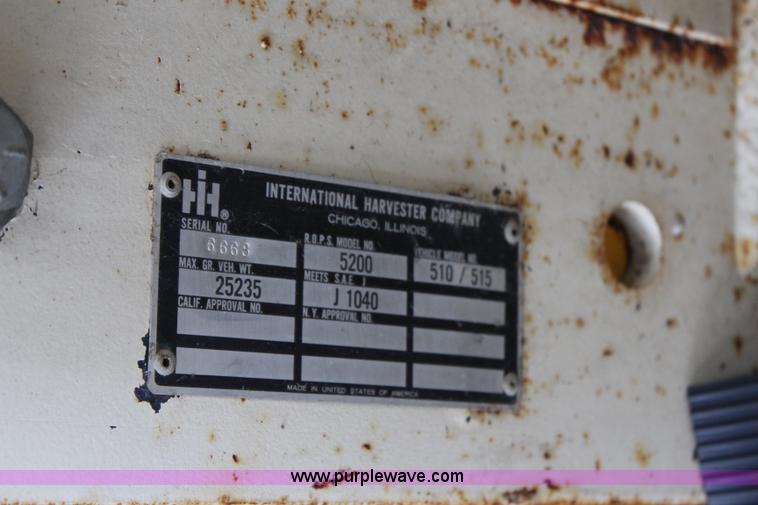 IH®
INTERNATIONAL HARVESTER COMPANY
CHICAGO, ILLINOIS
SERIAL NO. R.O.P.S. MODEL NO. VEHICLE MODEL NO.
6663 5200 510 / 515
MAX. GR. VEH. WT. MEETS S.A.E. J
25235 J 1040
CALIF. APPROVAL NO. N.Y. APPROVAL NO.
MADE IN UNITED STATES OF AMERICA
www.purplewave.com